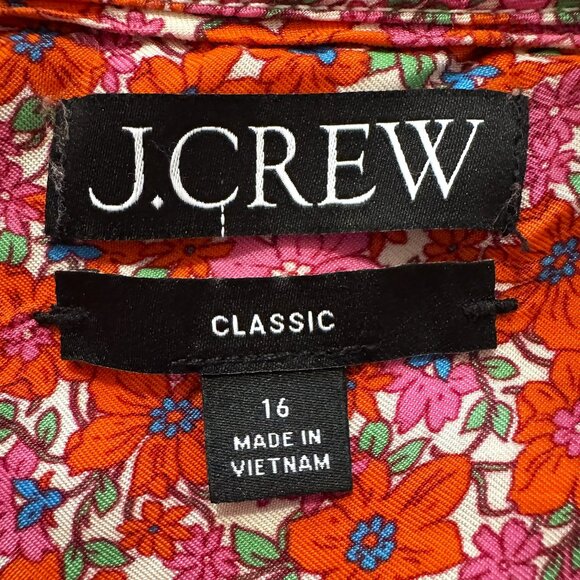 J.CREW
CLASSIC
16
MADE IN
VIETNAM